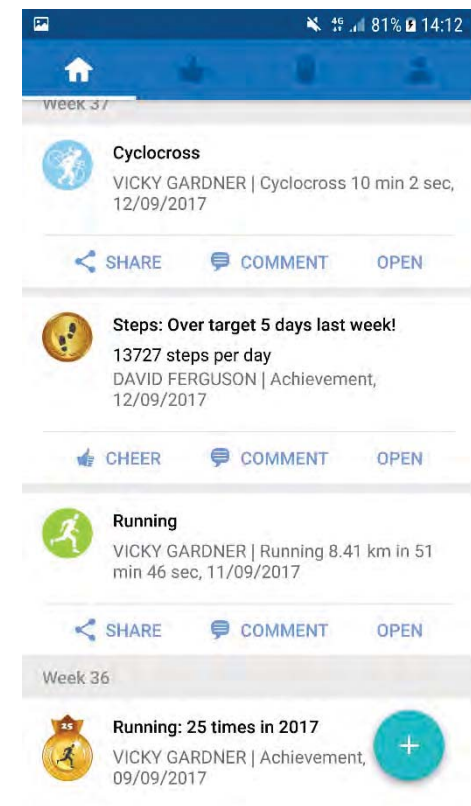 4G 81% 14:12
Week 37
Cyclocross
VICKY GARDNER | Cyclocross 10 min 2 sec,
12/09/2017
SHARE COMMENT OPEN
Steps: Over target 5 days last week!
13727 steps per day
DAVID FERGUSON | Achievement,
12/09/2017
CHEER COMMENT OPEN
Running
VICKY GARDNER | Running 8.41 km in 51
min 46 sec, 11/09/2017
SHARE COMMENT OPEN
Week 36
25
Running: 25 times in 2017
VICKY GARDNER | Achievement,
09/09/2017
+